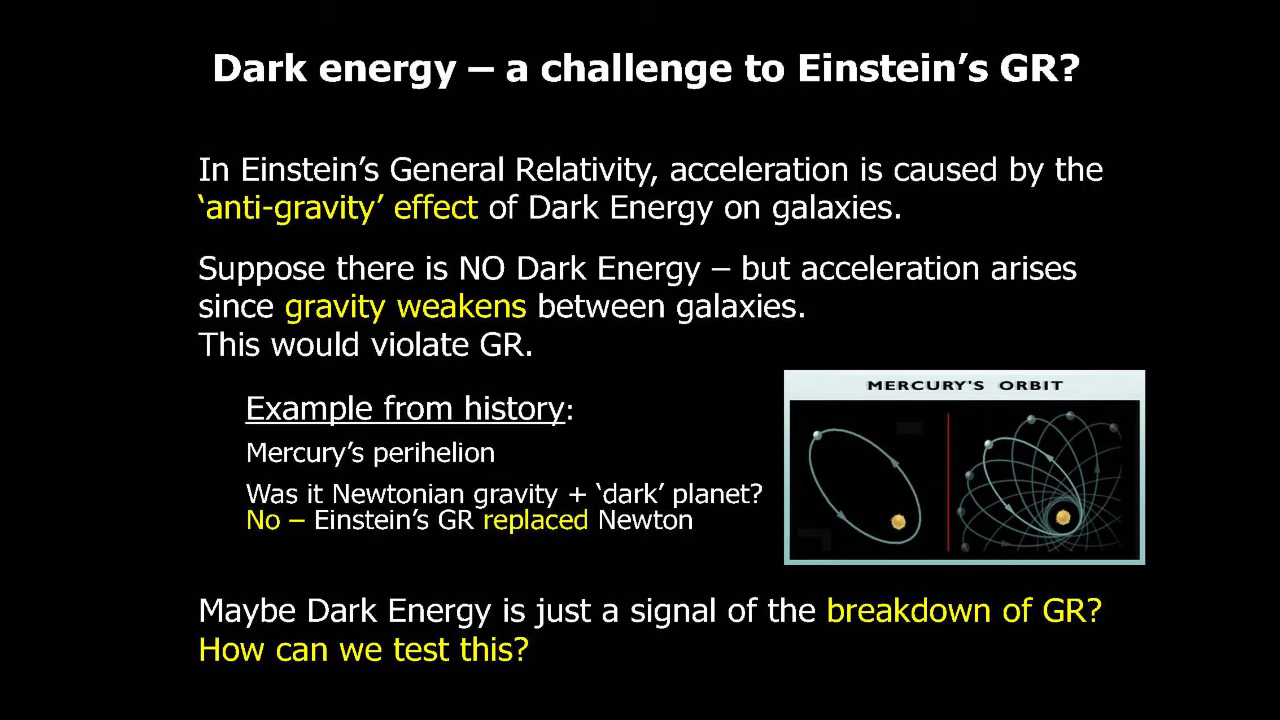 Dark energy – a challenge to Einstein’s GR?
In Einstein’s General Relativity, acceleration is caused by the
‘anti-gravity’ effect of Dark Energy on galaxies.
Suppose there is NO Dark Energy – but acceleration arises
since gravity weakens between galaxies.
This would violate GR.
Example from history:
Mercury’s perihelion
Was it Newtonian gravity + ‘dark’ planet?
No – Einstein’s GR replaced Newton
MERCURY'S ORBIT
Maybe Dark Energy is just a signal of the breakdown of GR?
How can we test this?